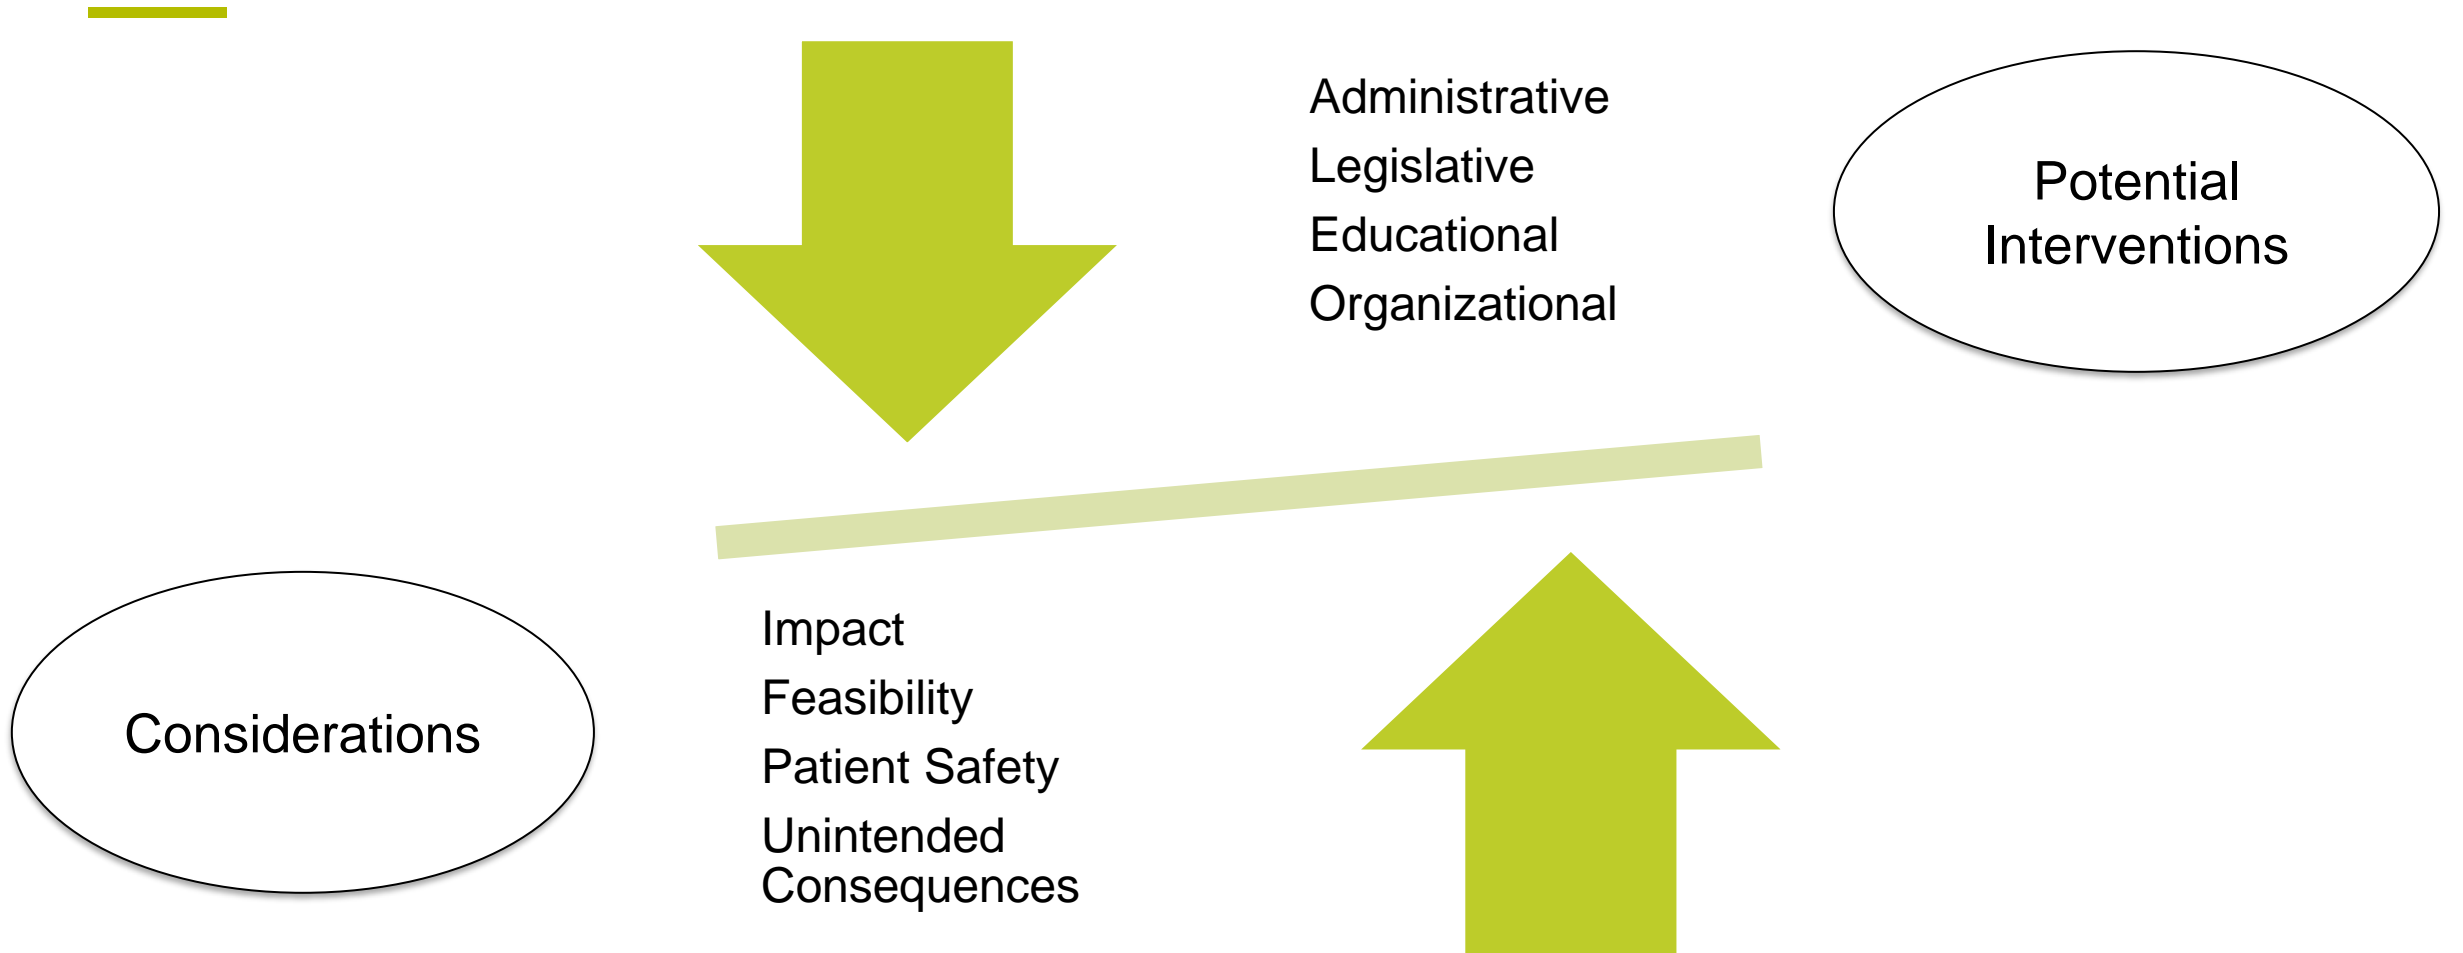 Administrative
Legislative
Educational
Organizational
Potential
Interventions
Considerations
Impact
Feasibility
Patient Safety
Unintended
Consequences